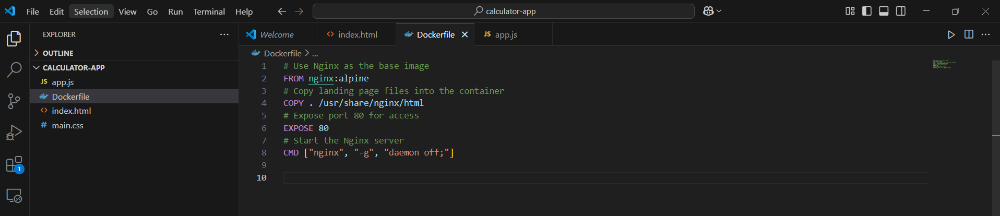 File Edit Selection View Go Run Terminal Help calculator-app
EXPLORER
OUTLINE
CALCULATOR-APP
JS app.js
Dockerfile
<> index.html
# main.css
1
Welcome <> index.html Dockerfile JS app.js
Dockerfile > ...
1 # Use Nginx as the base image
2 FROM nginx:alpine
3 # Copy landing page files into the container
4 COPY . /usr/share/nginx/html
5 # Expose port 80 for access
6 EXPOSE 80
7 # Start the Nginx server
8 CMD ["nginx", "-g", "daemon off;"]
9
10